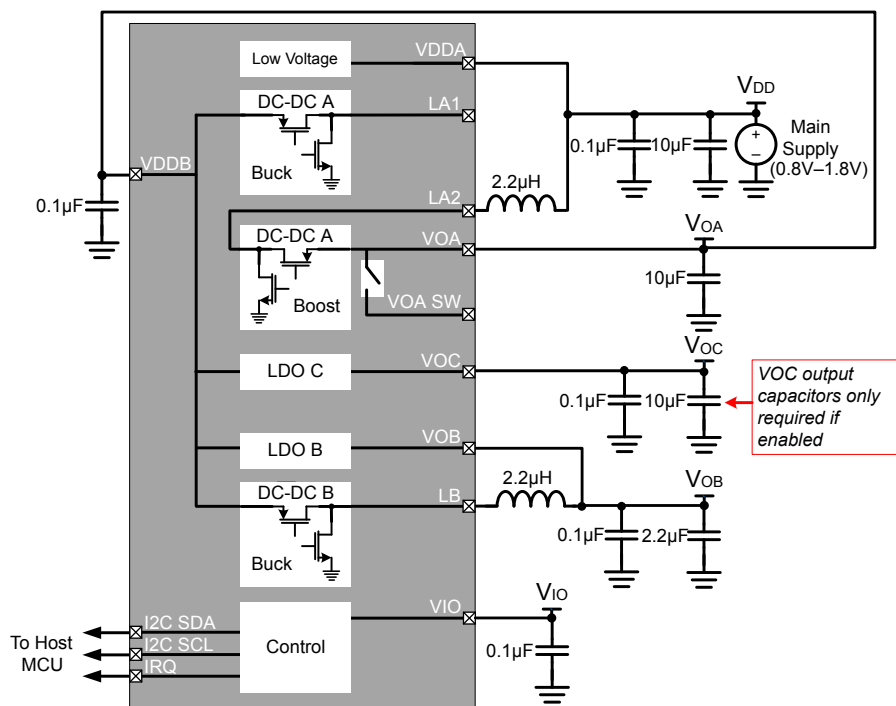 VDDA
Low Voltage
DC-DC A
LA1
Buck
VDDB
0.1µF
VDD
0.1µF
10µF
+
–
Main
Supply
(0.8V–1.8V)
LA2
2.2µH
DC-DC A
VOA
Boost
VOA SW
VOA
10µF
LDO C
VOC
VOC
0.1µF
10µF
VOC output
capacitors only
required if
enabled
LDO B
VOB
DC-DC B
LB
Buck
2.2µH
VOB
0.1µF
2.2µF
VIO
VIO
0.1µF
To Host
MCU
I2C SDA
I2C SCL
IRQ
Control